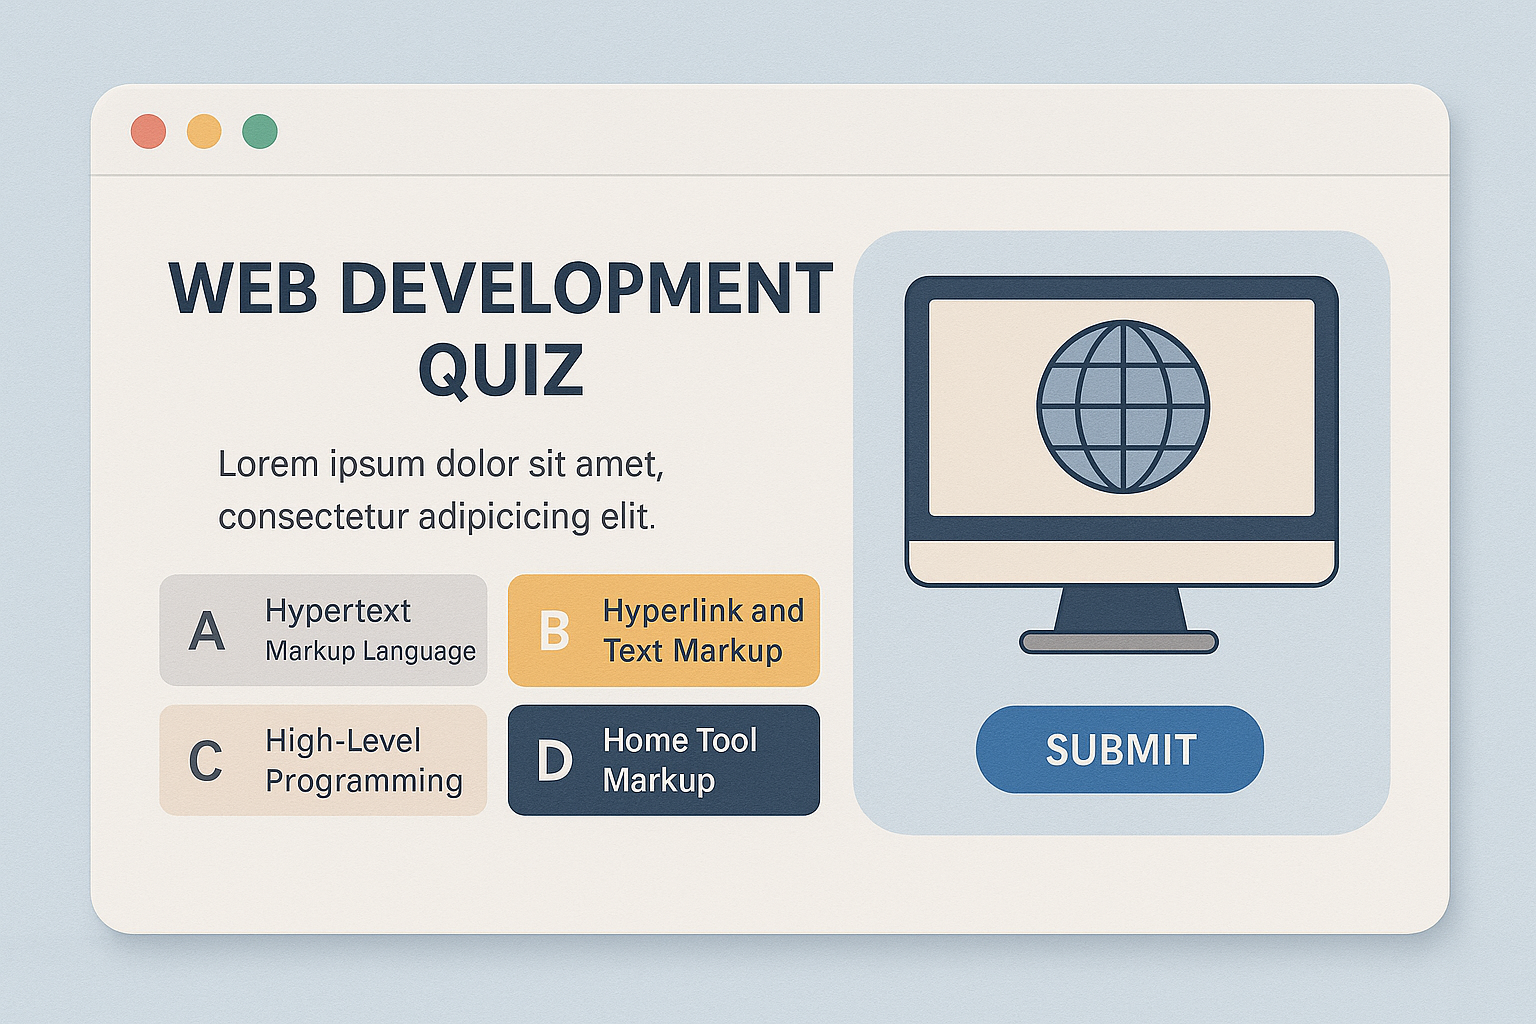 WEB DEVELOPMENT
QUIZ
Lorem ipsum dolor sit amet,
consectetur adipicicing elit.
A
Hypertext
Markup Language
B
Hyperlink and
Text Markup
C
High-Level
Programming
D
Home Tool
Markup
SUBMIT